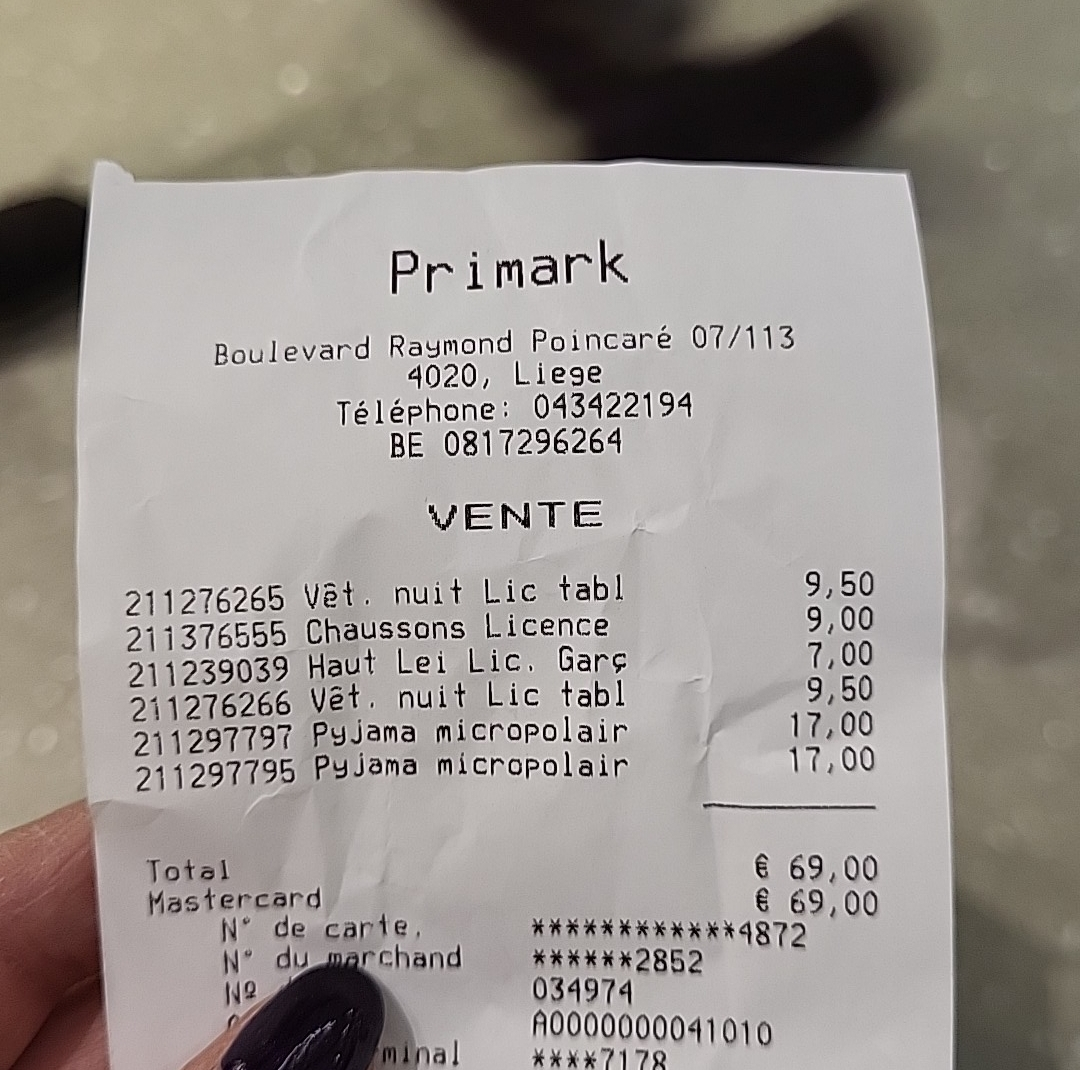 Primark
Boulevard Raymond Poincaré 07/113
4020, Liege
Téléphone: 043422194
BE 0817296264
VENTE
211276265 Vêt. nuit Lic tabl 9,50
211376555 Chaussons Licence 9,00
211239039 Haut Lei Lic. Garç 7,00
211276266 Vêt. nuit Lic tabl 9,50
211297797 Pyjama micropolair 17,00
211297795 Pyjama micropolair 17,00
Total € 69,00
Mastercard € 69,00
N° de carte. ************4872
N° du marchand ******2852
Nº 034974
A0000000041010
minal ****7178